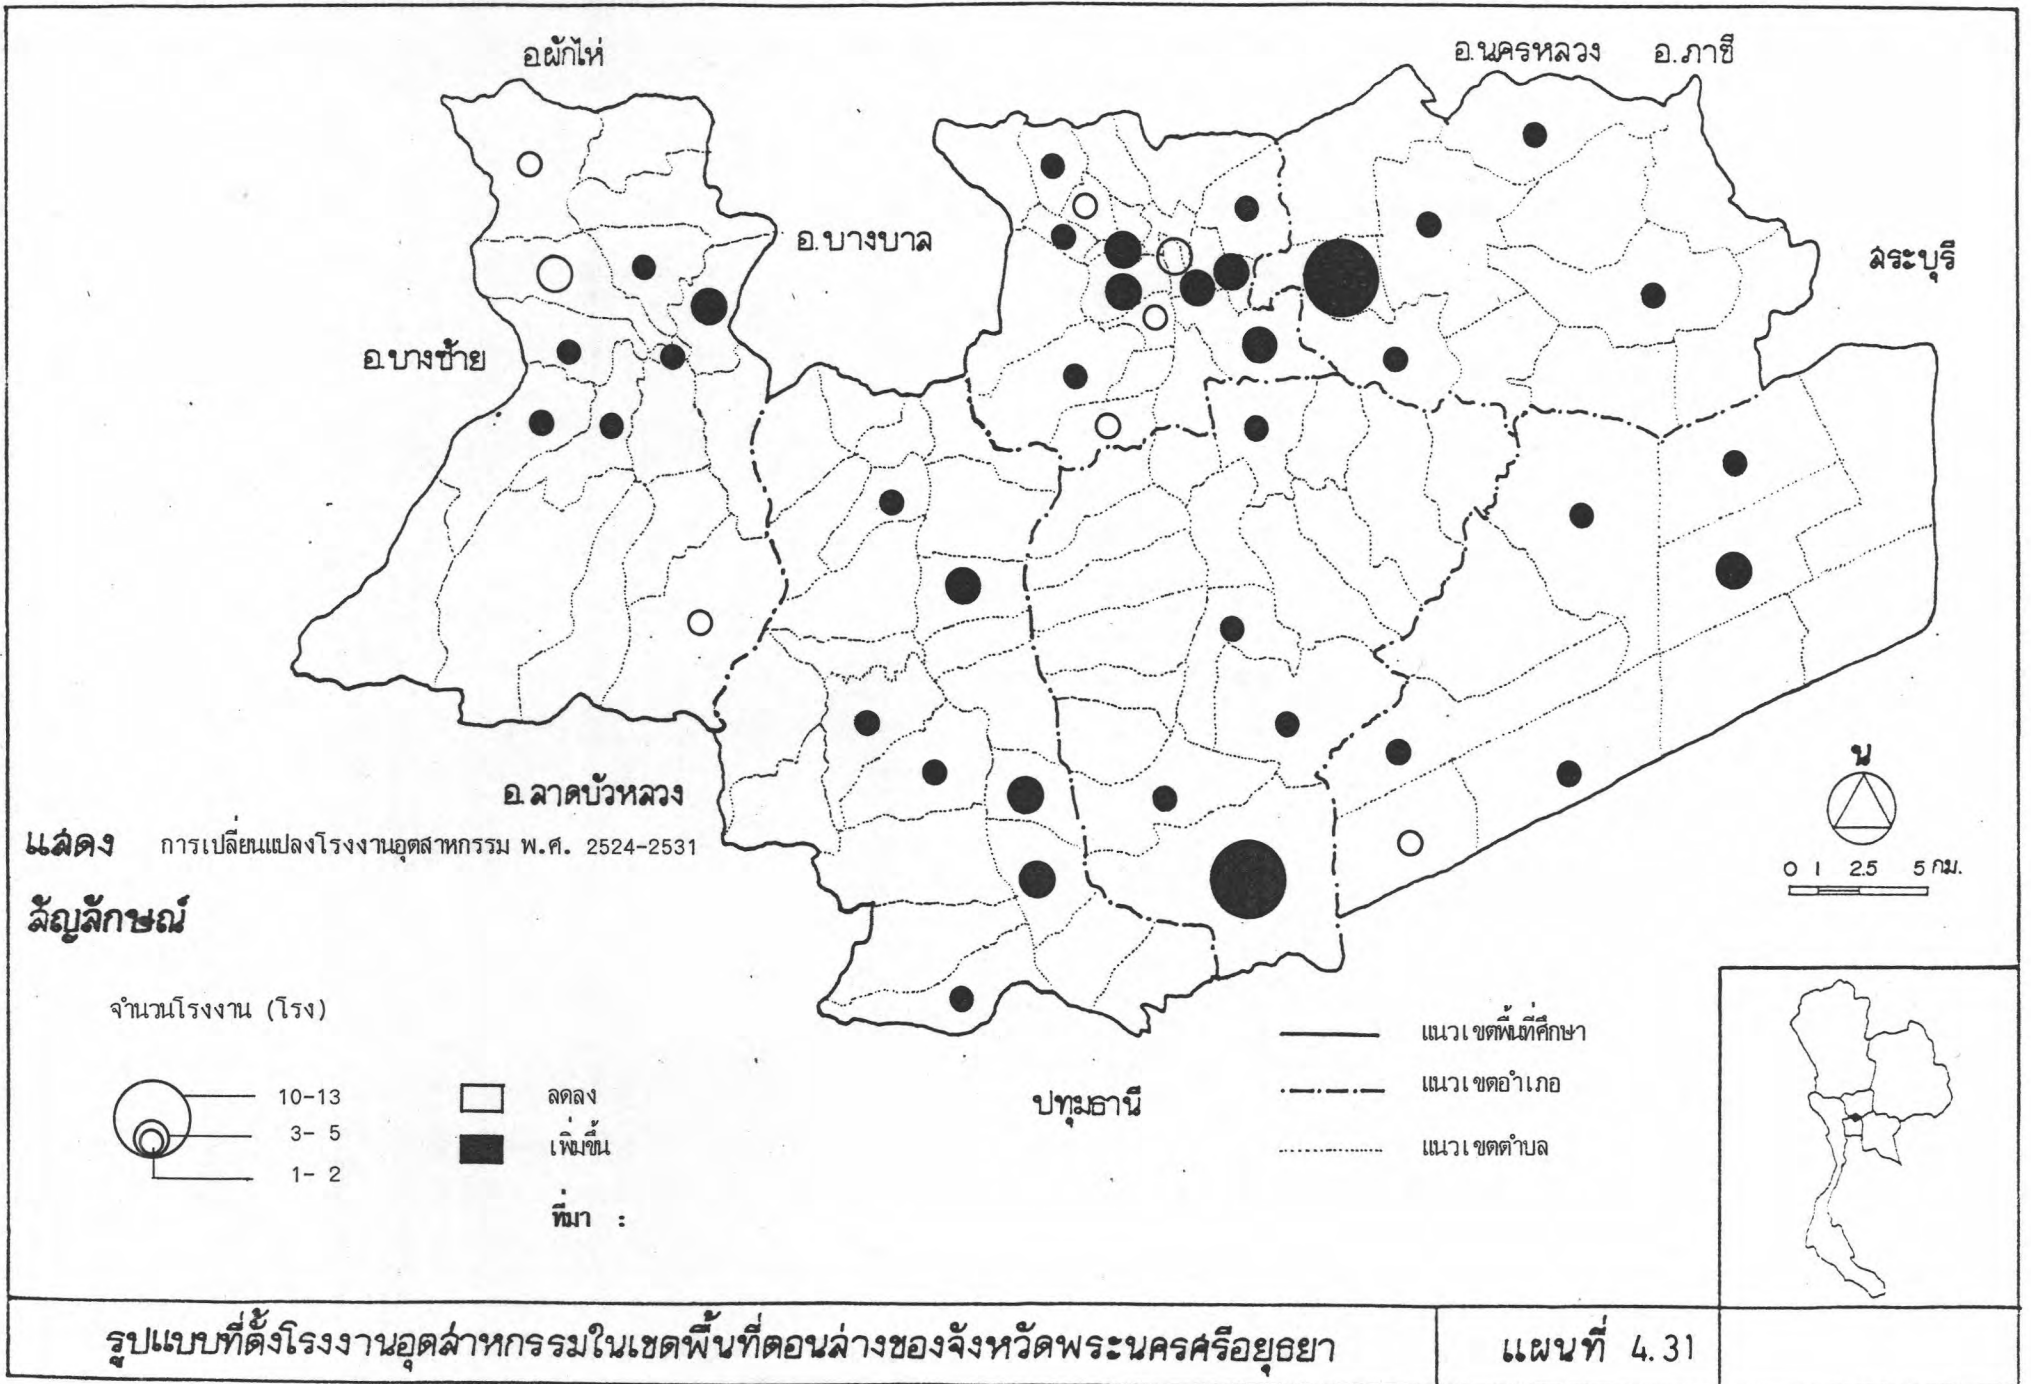 อ.ผักไห่
อ.นครหลวง อ.ภาชี
อ.บางบาล
สระบุรี
อ.บางซ้าย
อ.ลาดบัวหลวง
น
แสดง การเปลี่ยนแปลงโรงงานอุตสาหกรรม พ.ศ. 2524-2531
0 1 2.5 5 กม.
สัญลักษณ์
จำนวนโรงงาน (โรง)
10-13
3- 5
1- 2
ลดลง
เพิ่มขึ้น
ที่มา :
ปทุมธานี
แนวเขตพื้นที่ศึกษา
แนวเขตอำเภอ
แนวเขตตำบล
รูปแบบที่ตั้งโรงงานอุตสาหกรรมในเขตพื้นที่ตอนล่างของจังหวัดพระนครศรีอยุธยา
แผนที่ 4.31